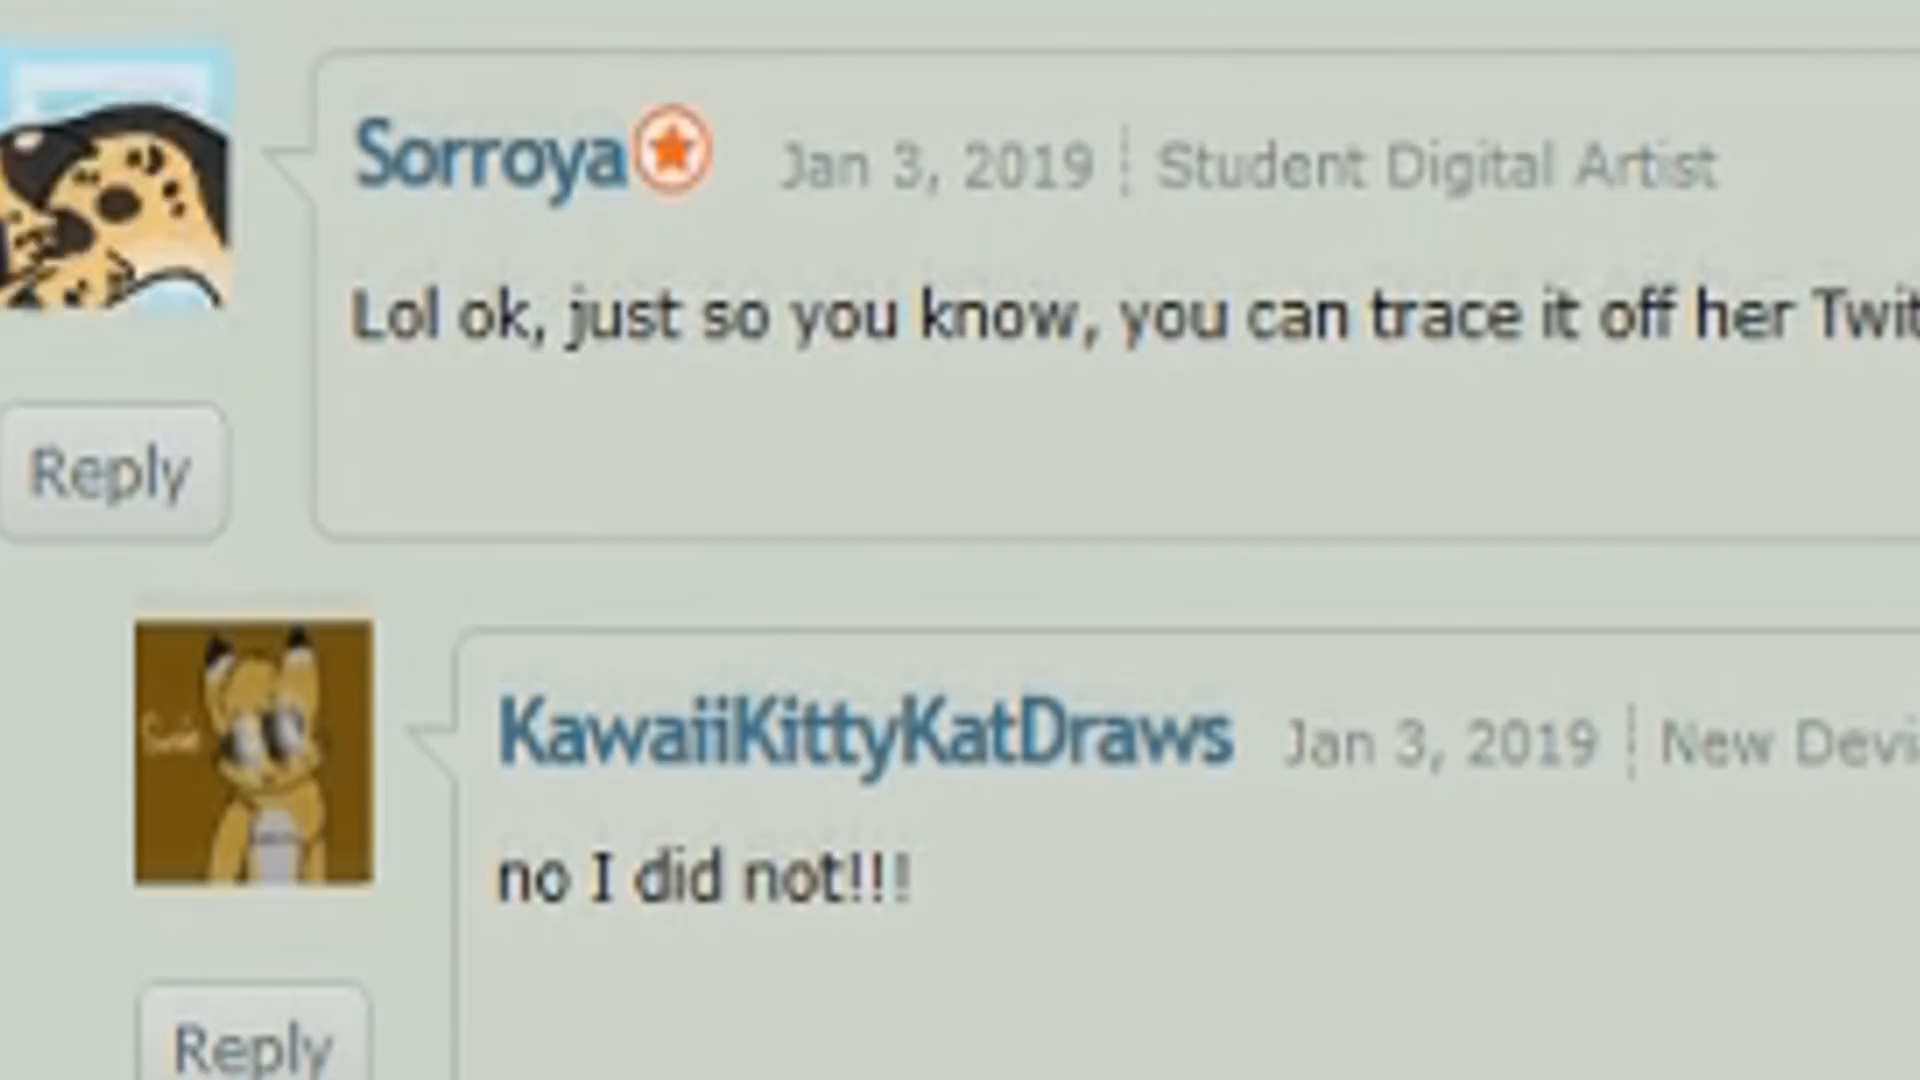 Sorroya Jan 3, 2019 Student Digital Artist
Lol ok, just so you know, you can trace it off her
Reply
KawaiiKittyKatDraws Jan 3, 2019 New
no I did not!!!
Reply